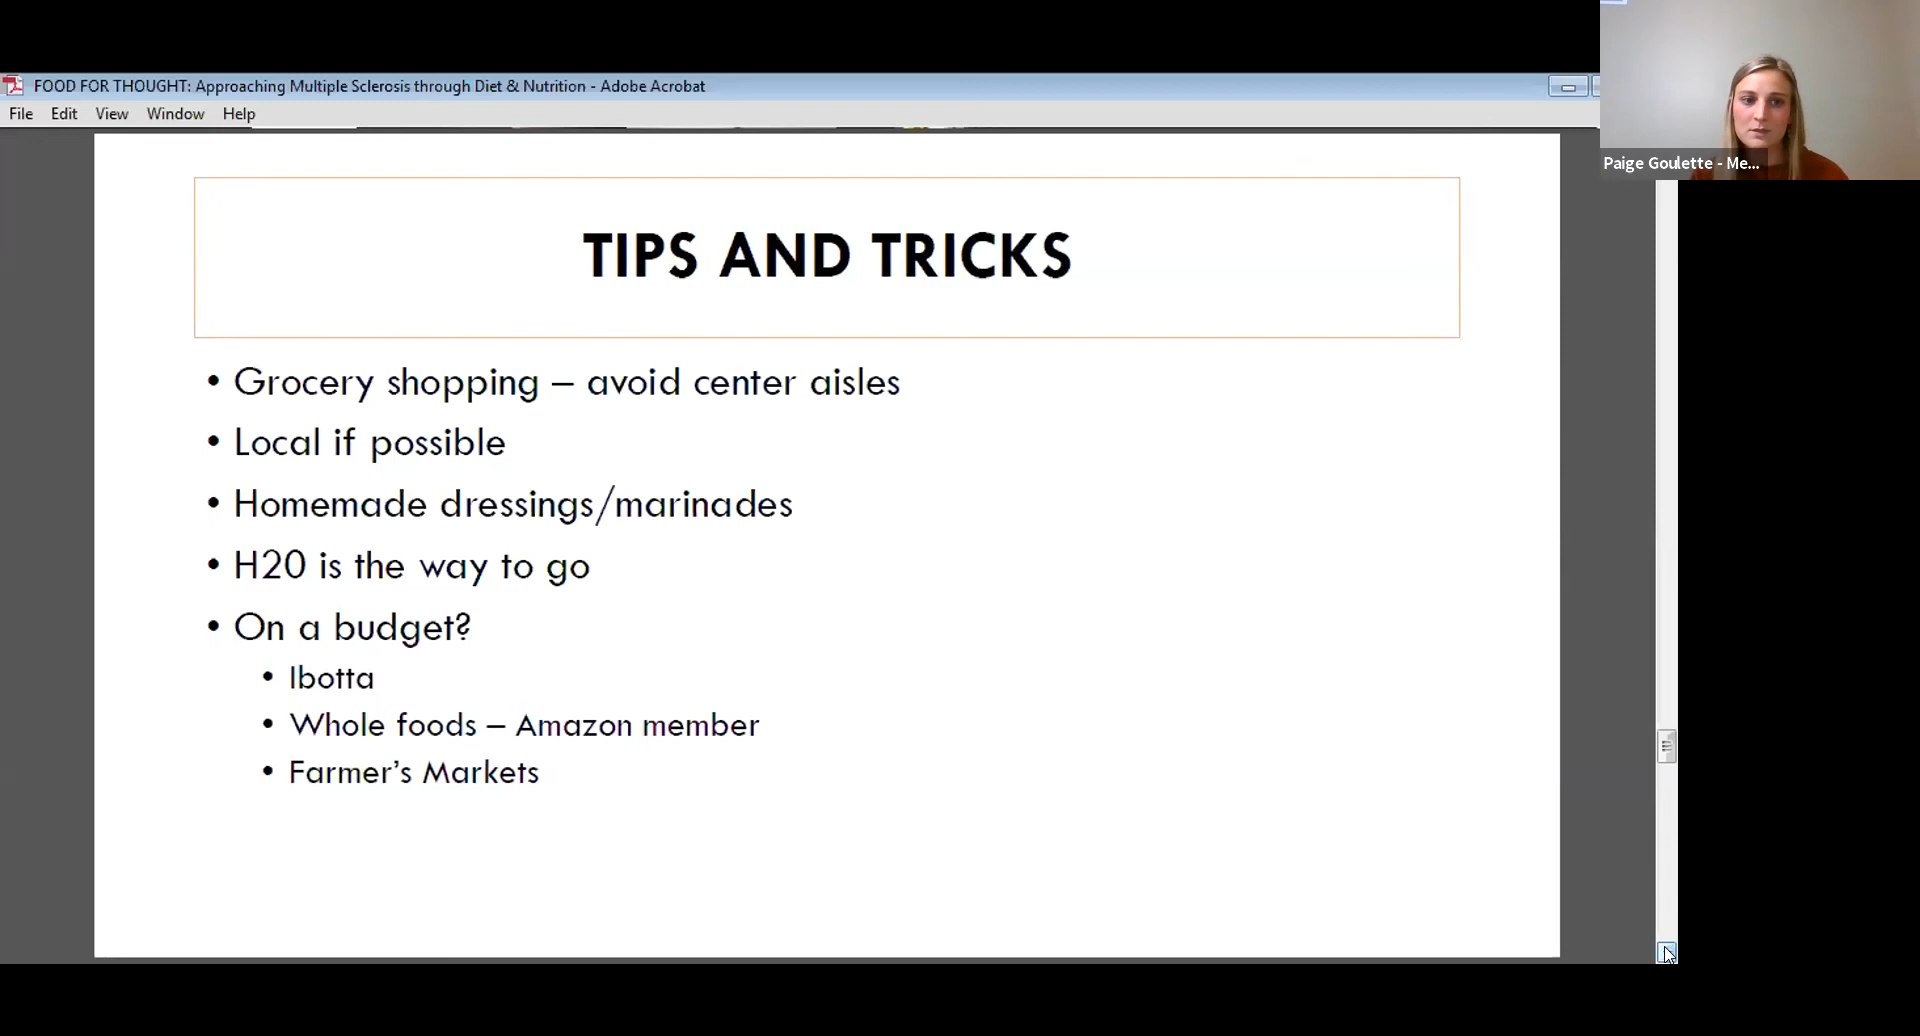 FOOD FOR THOUGHT: Approaching Multiple Sclerosis through Diet & Nutrition - Adobe Acrobat
File Edit View Window Help
Paige Goulette - Me...
TIPS AND TRICKS
• Grocery shopping – avoid center aisles
• Local if possible
• Homemade dressings/marinades
• H20 is the way to go
• On a budget?
• Ibotta
• Whole foods – Amazon member
• Farmer’s Markets